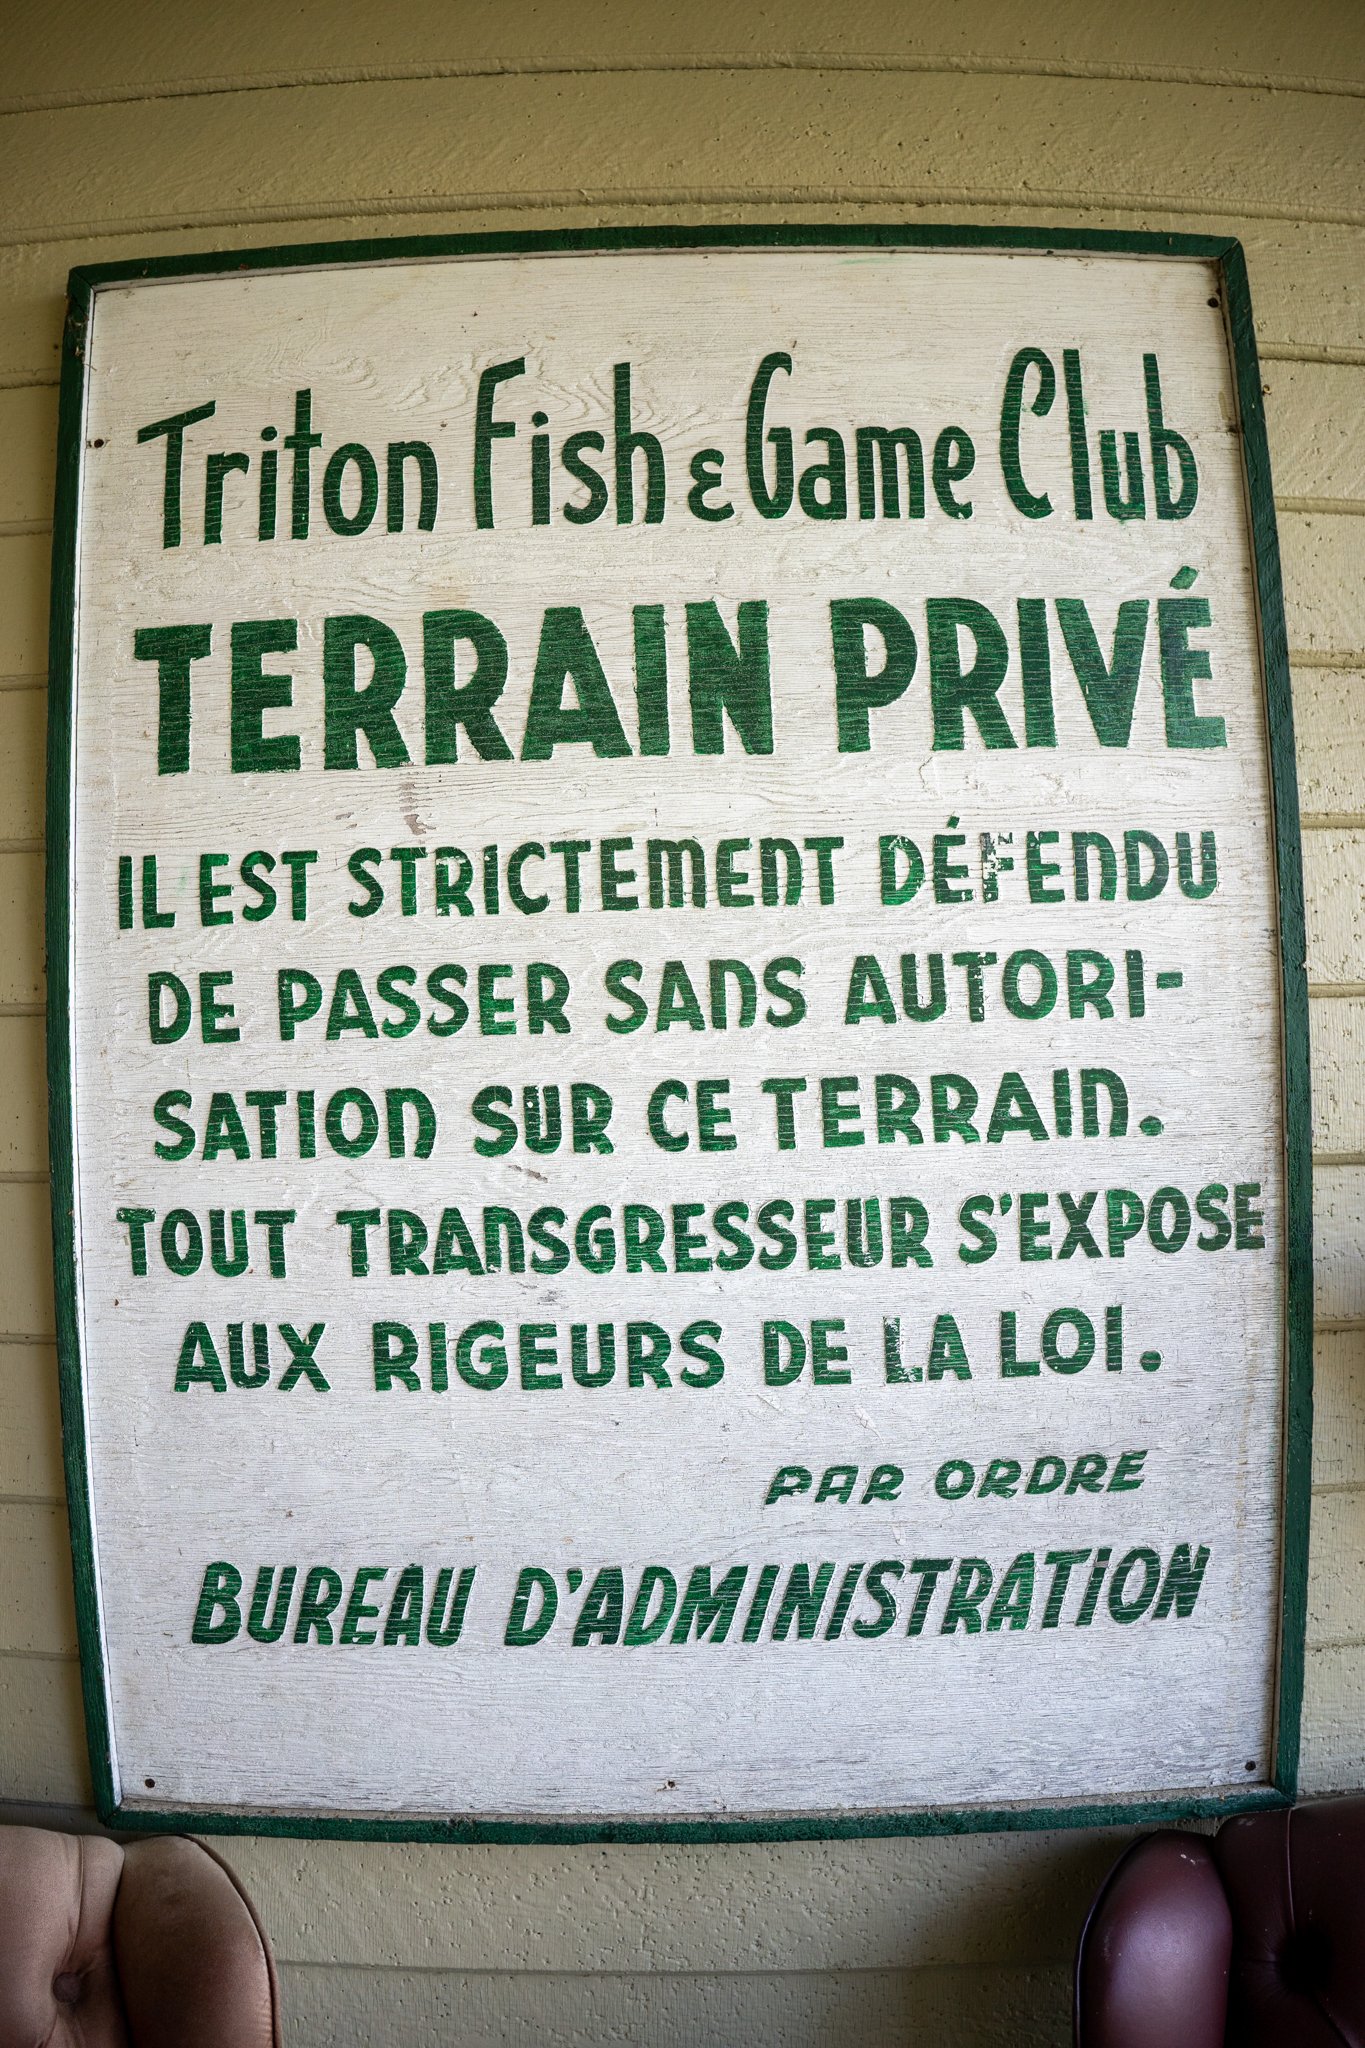 Triton Fish & Game Club
TERRAIN PRIVÉ
IL EST STRICTEMENT DÉFENDU
DE PASSER SANS AUTORI-
SATION SUR CE TERRAIN.
TOUT TRANSGRESSEUR S'EXPOSE
AUX RIGEURS DE LA LOI.
PAR ORDRE
BUREAU D'ADMINISTRATION